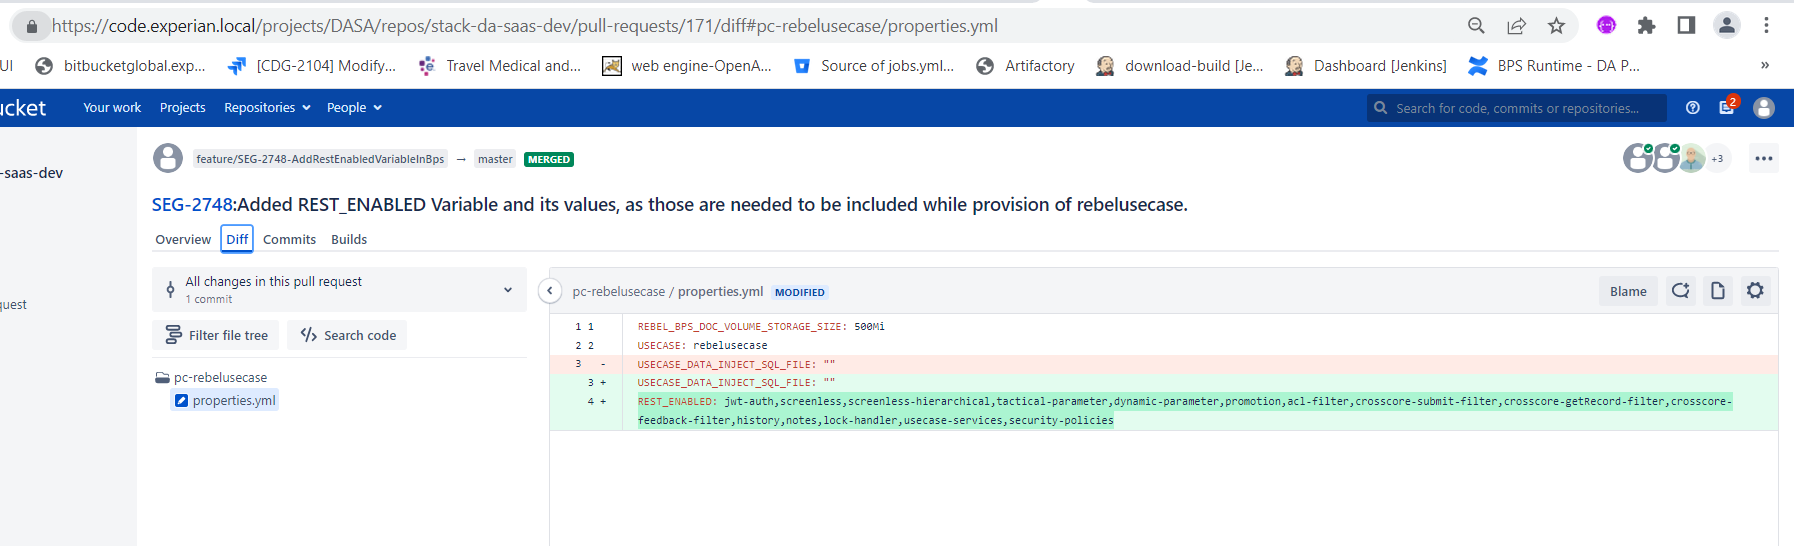 https://code.experian.local/projects/DASA/repos/stack-da-saas-dev/pull-requests/171/diff#pc-rebelusecase/properties.yml
UI bitbucketglobal.exp... [CDG-2104] Modify... Travel Medical and... web engine-OpenA... Source of jobs.yml... Artifactory download-build [Je... Dashboard [Jenkins] BPS Runtime - DA P... »
ucket Your work Projects Repositories People Search for code, commits or repositories... 2
-saas-dev
quest
feature/SEG-2748-AddRestEnabledVariableInBps → master MERGED +3
SEG-2748:Added REST_ENABLED Variable and its values, as those are needed to be included while provision of rebelusecase.
Overview Diff Commits Builds
All changes in this pull request
1 commit
Filter file tree Search code
pc-rebelusecase
properties.yml
pc-rebelusecase / properties.yml MODIFIED Blame
1 1 REBEL_BPS_DOC_VOLUME_STORAGE_SIZE: 500Mi
2 2 USECASE: rebelusecase
3 - USECASE_DATA_INJECT_SQL_FILE: ""
3 + USECASE_DATA_INJECT_SQL_FILE: ""
4 + REST_ENABLED: jwt-auth,screenless,screenless-hierarchical,tactical-parameter,dynamic-parameter,promotion,acl-filter,crosscore-submit-filter,crosscore-getRecord-filter,crosscore-
feedback-filter,history,notes,lock-handler,usecase-services,security-policies